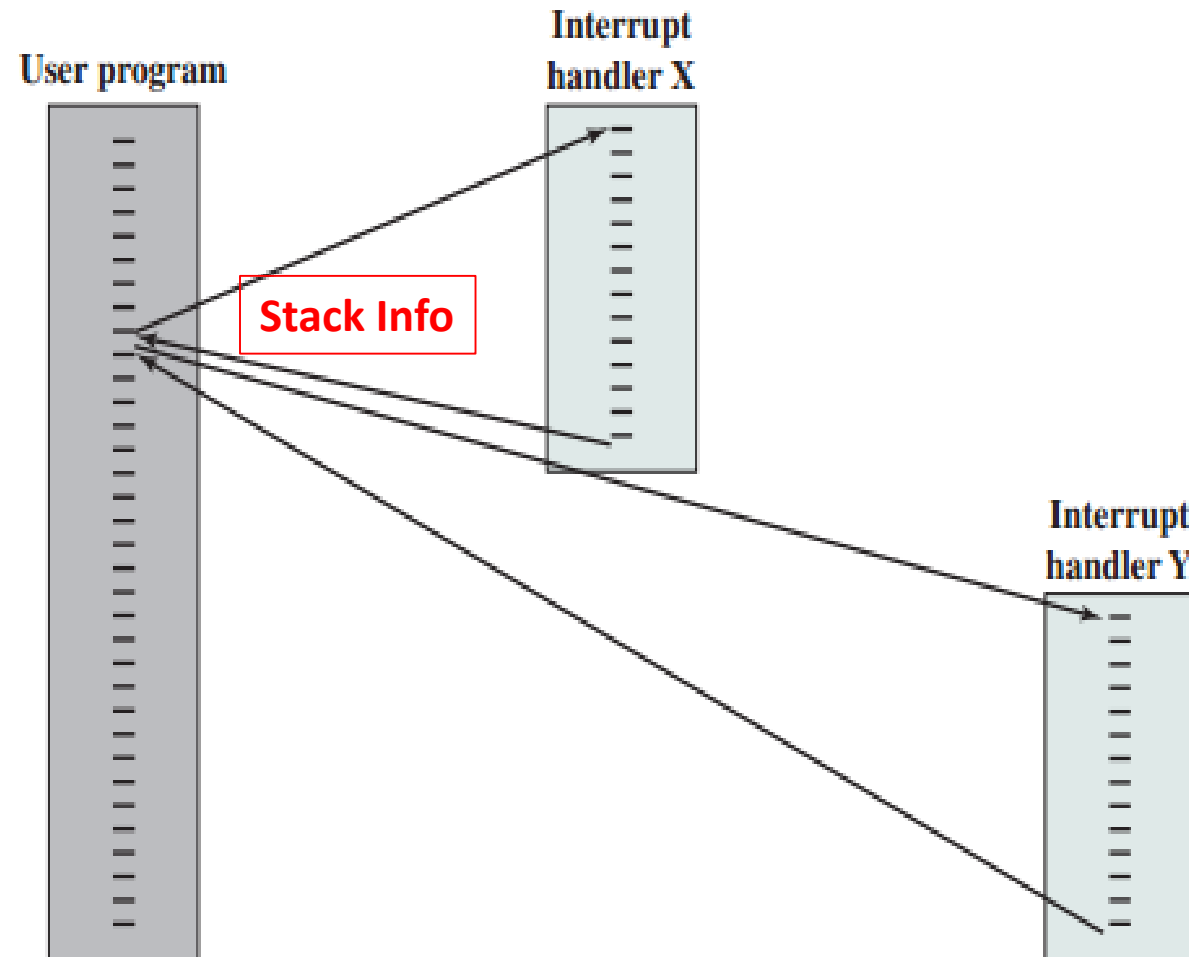 Interrupt
handler X
User program
Stack Info
Interrupt
handler Y